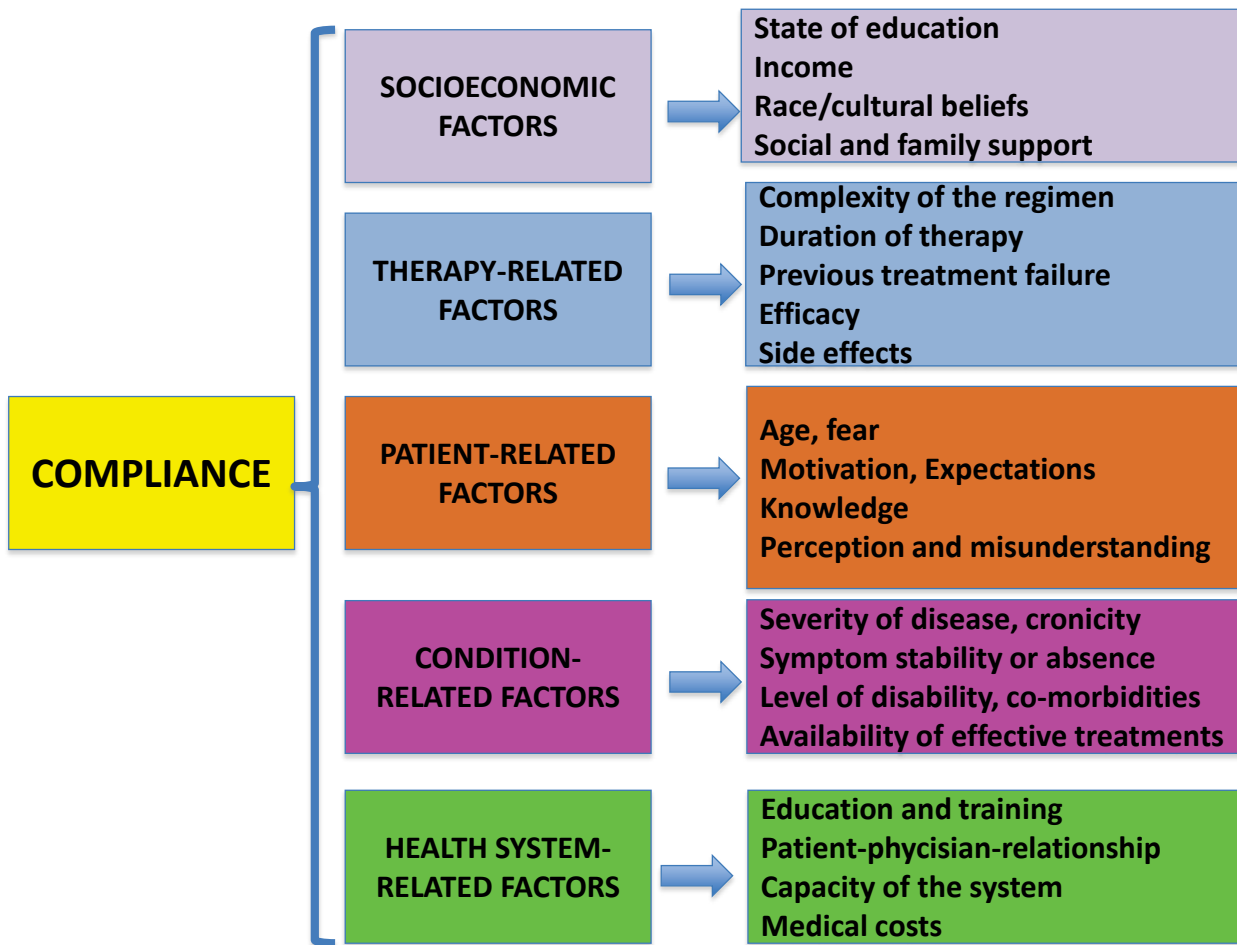 COMPLIANCE
SOCIOECONOMIC
FACTORS
State of education
Income
Race/cultural beliefs
Social and family support
THERAPY-RELATED
FACTORS
Complexity of the regimen
Duration of therapy
Previous treatment failure
Efficacy
Side effects
PATIENT-RELATED
FACTORS
Age, fear
Motivation, Expectations
Knowledge
Perception and misunderstanding
CONDITION-
RELATED FACTORS
Severity of disease, cronicity
Symptom stability or absence
Level of disability, co-morbidities
Availability of effective treatments
HEALTH SYSTEM-
RELATED FACTORS
Education and training
Patient-phycisian-relationship
Capacity of the system
Medical costs